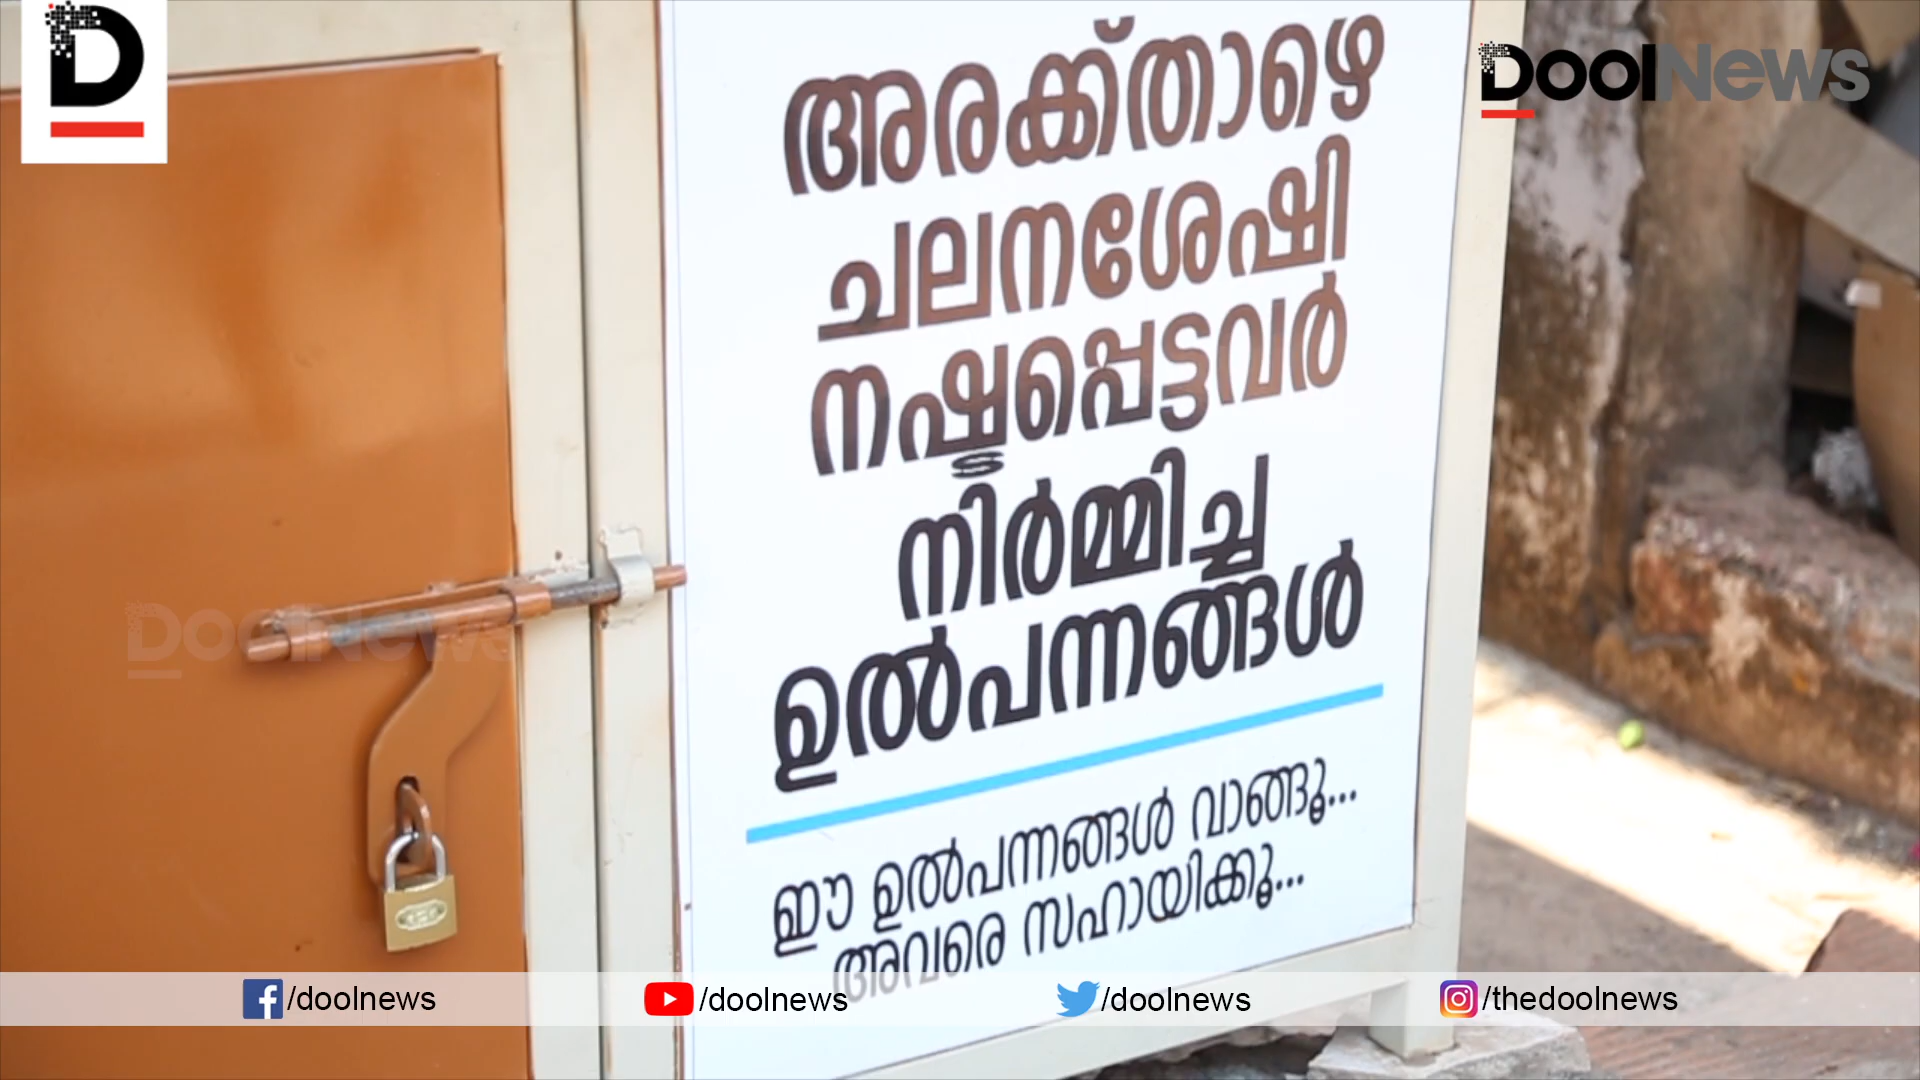 D
DOOLNEWS
അരക്ക്താഴെ
ചലനശേഷി
നഷ്ടപ്പെട്ടവർ
നിർമ്മിച്ച
ഉൽപന്നങ്ങൾ
ഈ ഉൽപന്നങ്ങൾ വാങ്ങൂ...
അവരെ സഹായിക്കൂ...
DOOLNEWS
/doolnews
/doolnews
/doolnews
/thedoolnews